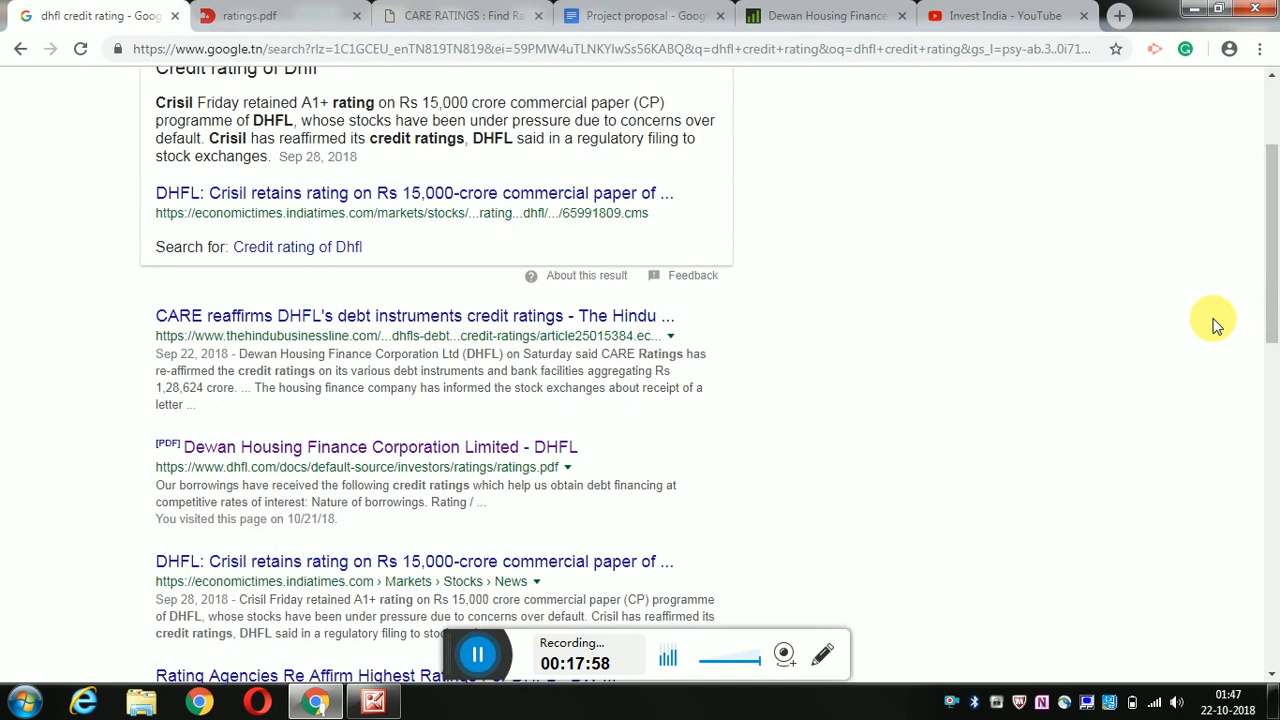 dhfl credit rating - Goog
ratings.pdf
CARE RATINGS : Find Ra
Project proposal - Goog
Dewan Housing Finance
Invest India - YouTube
https://www.google.tn/search?rlz=1C1GCEU_enTN819TN819&ei=59PMW4uTLNKYlwSs56KABQ&q=dhfl+credit+rating&oq=dhfl+credit+rating&gs_l=psy-ab.3..0i71...
Credit rating of Dhfl
Crisil Friday retained A1+ rating on Rs 15,000 crore commercial paper (CP)
programme of DHFL, whose stocks have been under pressure due to concerns over
default. Crisil has reaffirmed its credit ratings, DHFL said in a regulatory filing to
stock exchanges. Sep 28, 2018
DHFL: Crisil retains rating on Rs 15,000-crore commercial paper of ...
https://economictimes.indiatimes.com/markets/stocks/...rating...dhfl/.../65991809.cms
Search for: Credit rating of Dhfl
About this result
Feedback
CARE reaffirms DHFL's debt instruments credit ratings - The Hindu ...
https://www.thehindubusinessline.com/...dhfls-debt...credit-ratings/article25015384.ec...
Sep 22, 2018 - Dewan Housing Finance Corporation Ltd (DHFL) on Saturday said CARE Ratings has
re-affirmed the credit ratings on its various debt instruments and bank facilities aggregating Rs
1,28,624 crore. ... The housing finance company has informed the stock exchanges about receipt of a
letter ...
[PDF] Dewan Housing Finance Corporation Limited - DHFL
https://www.dhfl.com/docs/default-source/investors/ratings/ratings.pdf
Our borrowings have received the following credit ratings which help us obtain debt financing at
competitive rates of interest: Nature of borrowings. Rating / ...
You visited this page on 10/21/18.
DHFL: Crisil retains rating on Rs 15,000-crore commercial paper of ...
https://economictimes.indiatimes.com › Markets › Stocks › News
Sep 28, 2018 - Crisil Friday retained A1+ rating on Rs 15,000 crore commercial paper (CP) programme
of DHFL, whose stocks have been under pressure due to concerns over default. Crisil has reaffirmed its
credit ratings, DHFL said in a regulatory filing to
Recording...
00:17:58
Rating Agencies Re Affirm Highest Ratings
01:47
22-10-2018